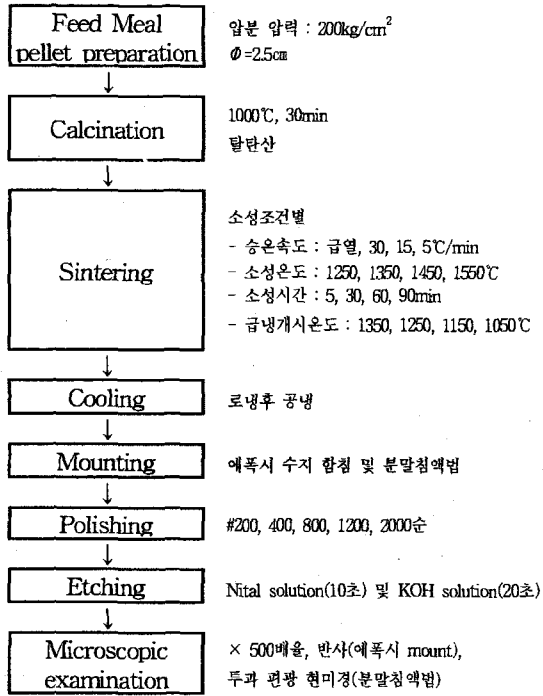 Feed Meal
pellet preparation
압분 압력 : 200kg/cm²
Φ=2.5㎝
Calcination
1000℃, 30min
탈탄산
Sintering
소성조건별
- 승온속도 : 급열, 30, 15, 5℃/min
- 소성온도 : 1250, 1350, 1450, 1550℃
- 소성시간 : 5, 30, 60, 90min
- 급냉개시온도 : 1350, 1250, 1150, 1050℃
Cooling
로냉후 공냉
Mounting
에폭시 수지 함침 및 분말침액법
Polishing
#200, 400, 800, 1200, 2000순
Etching
Nital solution(10초) 및 KOH solution(20초)
Microscopic
examination
× 500배율, 반사(에폭시 mount),
투과 편광 현미경(분말침액법)